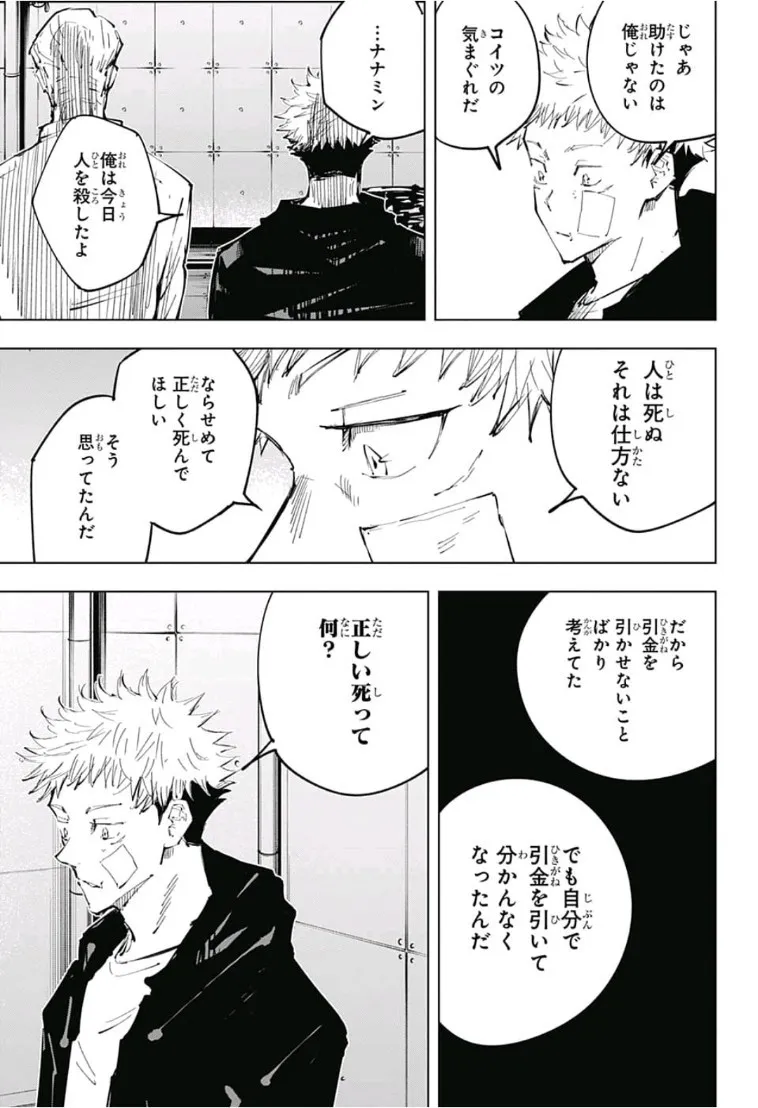 じゃあ
助けたのは
俺じゃない
コイツの
気まぐれだ
…ナナミン
俺は今日
人を殺したよ
人は死ぬ
それは仕方ない
ならせめて
正しく死んで
ほしい
そう
思ってたんだ
だから
引金を
引かせないこと
ばかり
考えてた
でも自分で
引金を引いて
分かんなく
なったんだ
正しい死って
何?